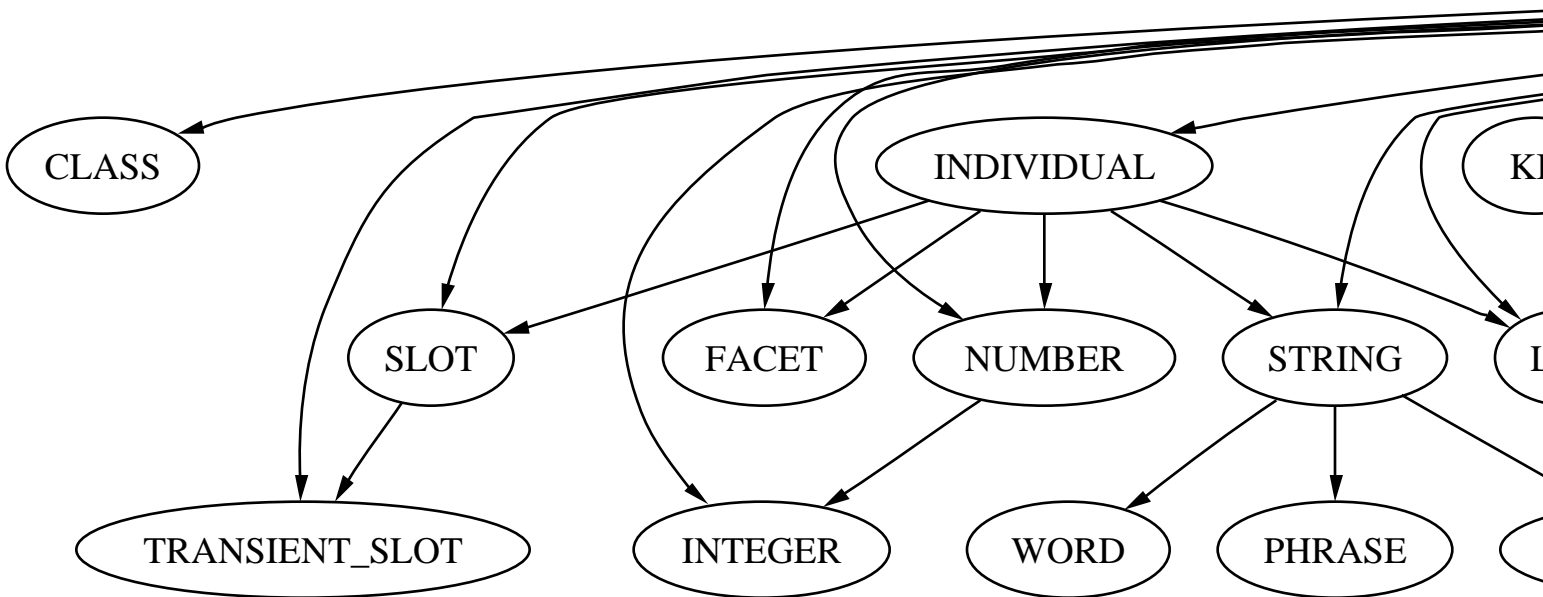 CLASS
INDIVIDUAL
SLOT
FACET
NUMBER
STRING
TRANSIENT_SLOT
INTEGER
WORD
PHRASE